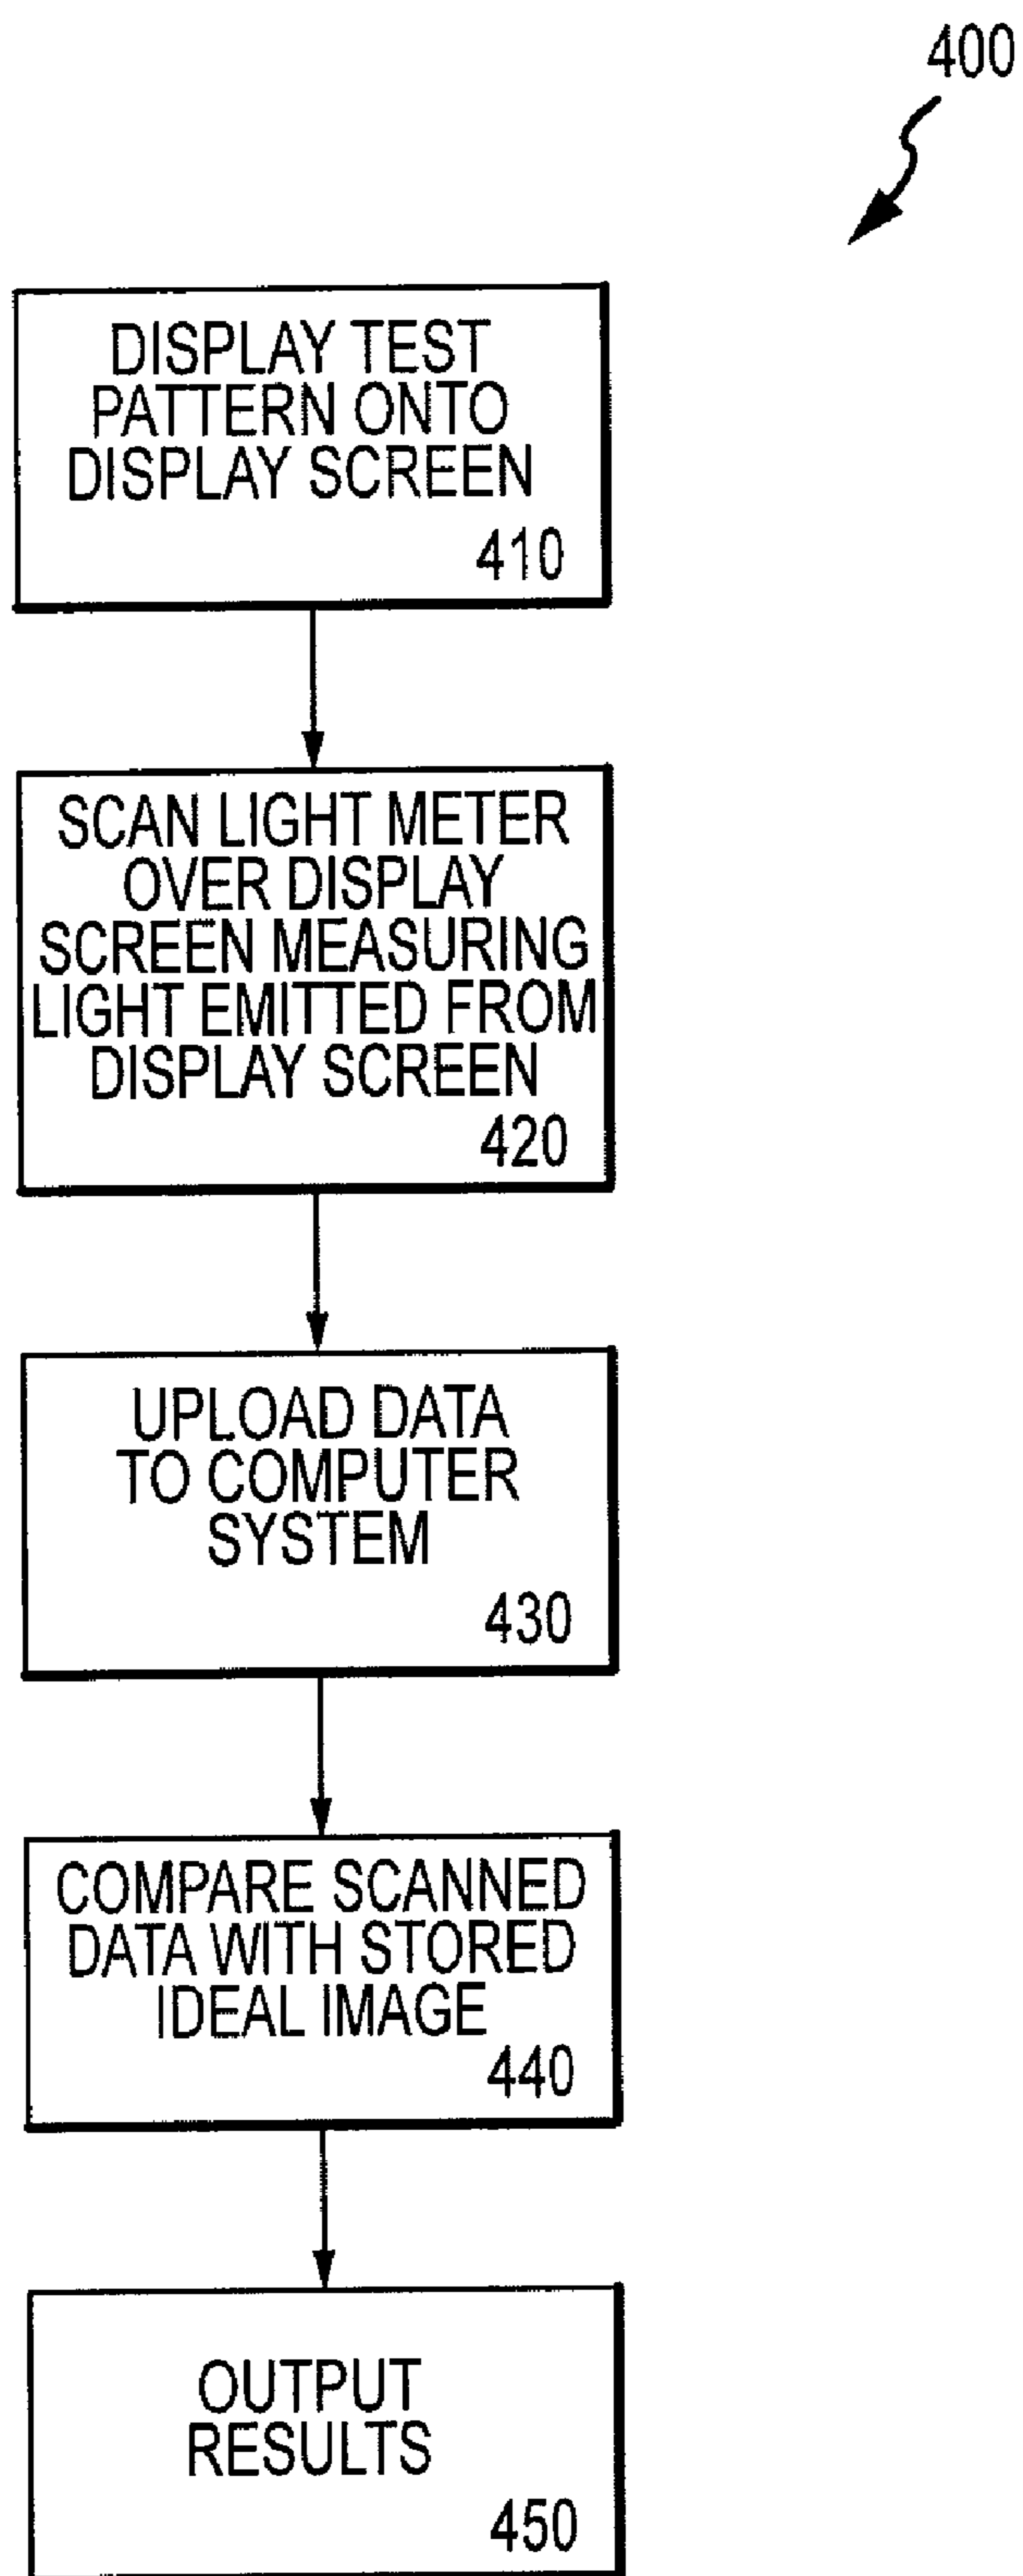 400
DISPLAY TEST
PATTERN ONTO
DISPLAY SCREEN
410
SCAN LIGHT METER
OVER DISPLAY
SCREEN MEASURING
LIGHT EMITTED FROM
DISPLAY SCREEN
420
UPLOAD DATA
TO COMPUTER
SYSTEM
430
COMPARE SCANNED
DATA WITH STORED
IDEAL IMAGE
440
OUTPUT
RESULTS
450